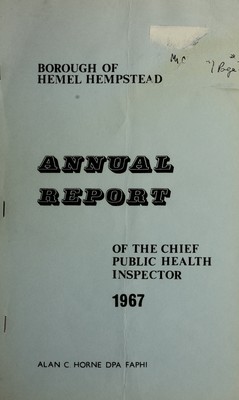 BOROUGH OF
HEMEL HEMPSTEAD
ANNUAL
REPORT
OF THE CHIEF
PUBLIC HEALTH
INSPECTOR
1967
ALAN C HORNE DPA FAPHI